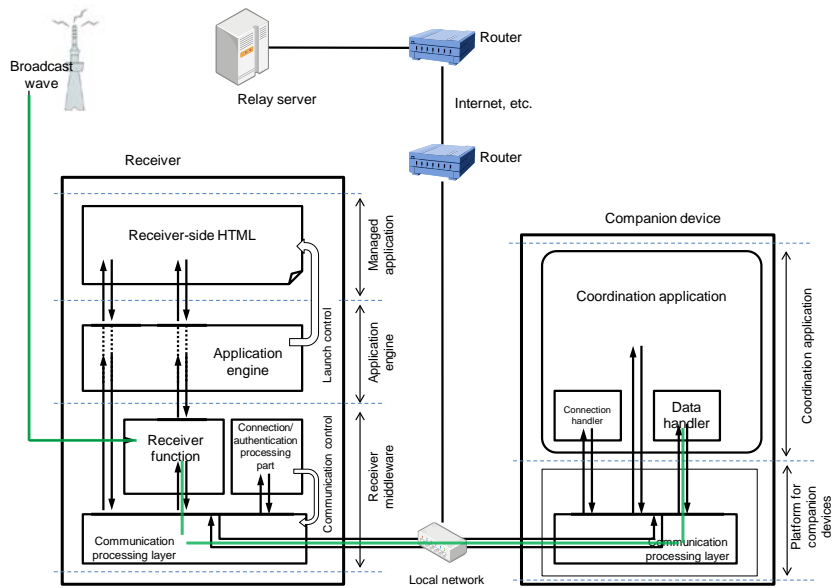 Broadcast
wave
Relay server
Router
Internet, etc.
Router
Receiver
Receiver-side HTML
Managed
application
Application
engine
Launch control
Application
engine
Receiver
function
Connection/
authentication
processing
part
Communication control
Receiver
middleware
Communication
processing layer
Local network
Companion device
Coordination application
Connection
handler
Data
handler
Coordination application
Communication
processing layer
Platform for
companion
devices